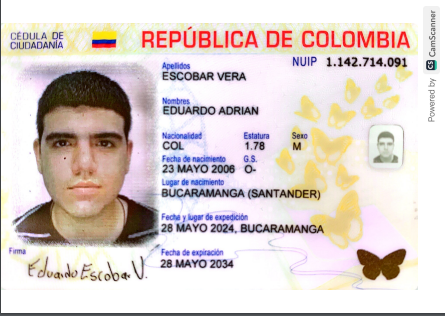 CÉDULA DE
CIUDADANÍA
REPÚBLICA DE COLOMBIA
NUIP 1.142.714.091
Apellidos
ESCOBAR VERA
Nombres
EDUARDO ADRIAN
Nacionalidad Estatura Sexo
COL 1.78 M
Fecha de nacimiento G.S.
23 MAYO 2006 O-
Lugar de nacimiento
BUCARAMANGA (SANTANDER)
Fecha y lugar de expedición
28 MAYO 2024, BUCARAMANGA
Firma
Eduardo Escobar V.
Fecha de expiración
28 MAYO 2034
Powered by CS CamScanner